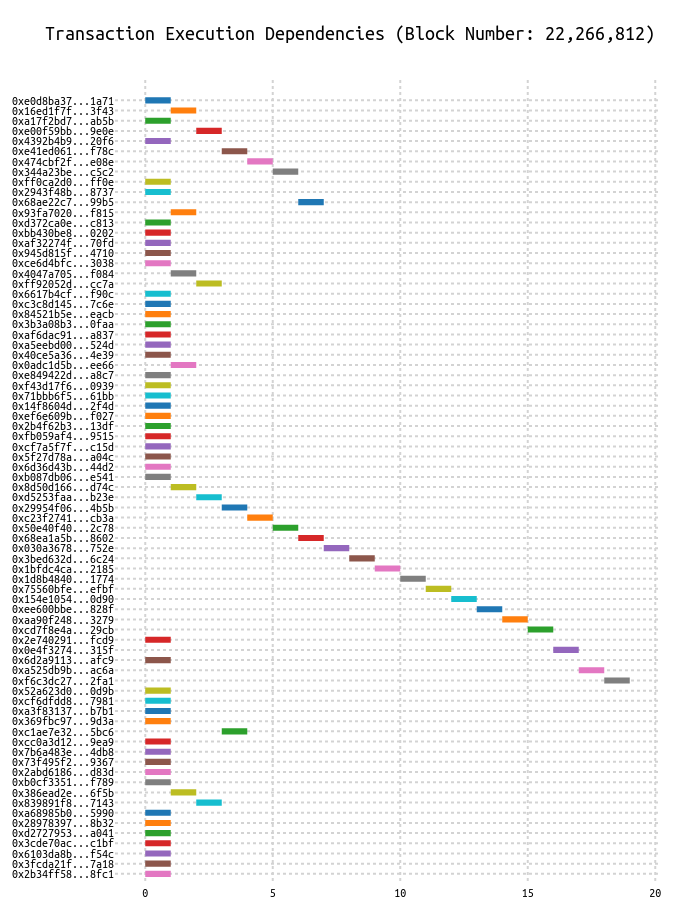 Transaction Execution Dependencies (Block Number: 22,266,812)
0xe0d8ba37...1a71
0x16ed1f7f...3f43
0xa17f2bd7...ab5b
0xe00f59bb...9e0e
0x4392b4b9...20f6
0xe41ed061...f78c
0x474cbf2f...e08e
0x344a23be...c5c2
0xff0ca2d0...ff0e
0x2943f48b...8737
0x68ae22c7...99b5
0x93fa7020...f815
0xd372ca0e...c813
0xbb430be8...0202
0xaf32274f...70fd
0x945d815f...4710
0xce6d4bfc...3038
0x4047a705...f084
0xff92052d...cc7a
0x6617b4cf...f90c
0xc3c8d145...7c6e
0x84521b5e...eacb
0x3b3a08b3...0faa
0xaf6dac91...a837
0xa5eebd00...524d
0x40ce5a36...4e39
0x0adc1d5b...ee66
0xe849422d...a8c7
0xf43d17f6...0939
0x71bbb6f5...61bb
0x14f8604d...2f4d
0xef6e609b...f027
0x2b4f62b3...13df
0xfb059af4...9515
0xcf7a5f7f...c15d
0x5f27d78a...a04c
0x6d36d43b...44d2
0xb087db06...e541
0x8d50d166...d74c
0xd5253faa...b23e
0x29954f06...4b5b
0xc23f2741...cb3a
0x50e40f40...2c78
0x68ea1a5b...8602
0x030a3678...752e
0x3bed632d...6c24
0x1bfdc4ca...2185
0x1d8b4840...1774
0x75560bfe...efbf
0x154e1054...0d90
0xee600bbe...828f
0xaa90f248...3279
0xcd7f8e4a...29cb
0x2e740291...fcd9
0x0e4f3274...315f
0x6d2a9113...afc9
0xa525db9b...ac6a
0xf6c3dc27...2fa1
0x52a623d0...0d9b
0xcf6dfdd8...7981
0xa3f83137...b7b1
0x369fbc97...9d3a
0xc1ae7e32...5bc6
0xcc0a3d12...9ea9
0x7b6a483e...4db8
0x73f495f2...9367
0x2abd6186...d83d
0xb0cf3351...f789
0x386ead2e...6f5b
0x839891f8...7143
0xa68985b0...5990
0x28978397...8b32
0xd2727953...a041
0x3cde70ac...c1bf
0x6103da8b...f54c
0x3fcda21f...7a18
0x2b34ff58...8fc1
0 5 10 15 20